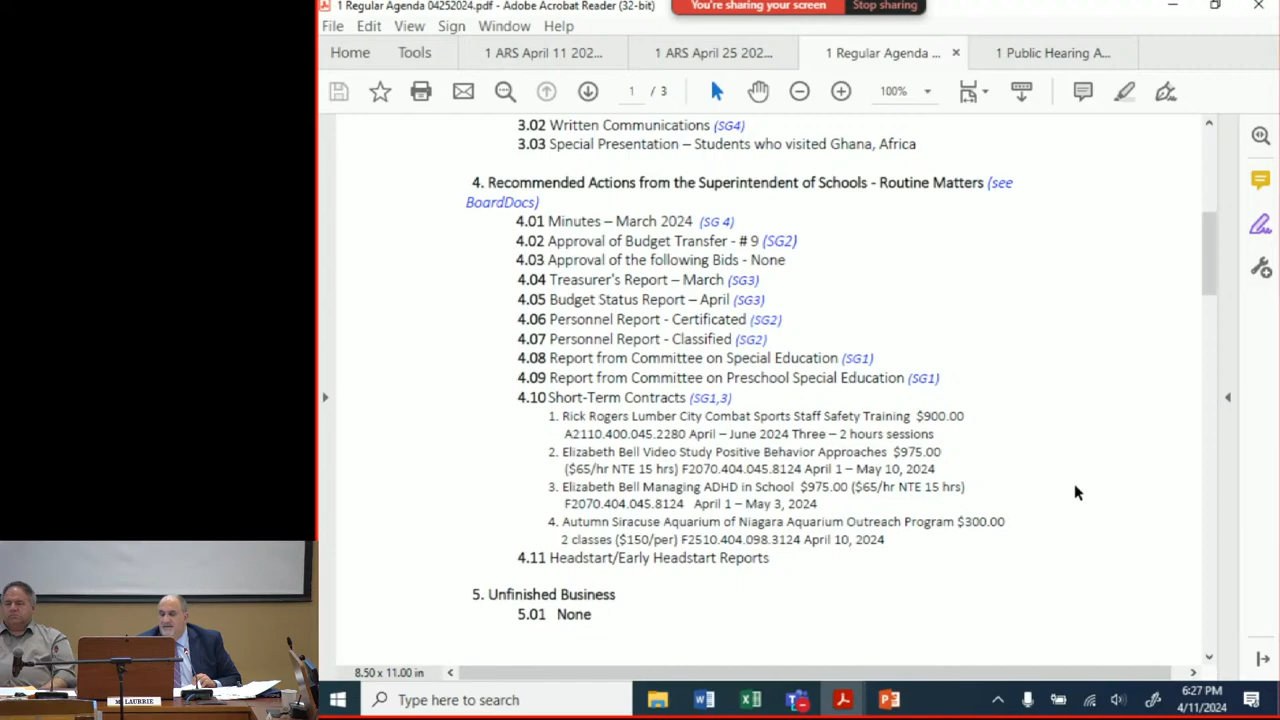 1 Regular Agenda 04252024.pdf - Adobe Acrobat Reader (32-bit)
You're sharing your screen
Stop sharing
File Edit View Sign Window Help
Home Tools 1 ARS April 11 202... 1 ARS April 25 202... 1 Regular Agenda ... × 1 Public Hearing A...
1 / 3 100%
3.02 Written Communications (SG4)
3.03 Special Presentation – Students who visited Ghana, Africa
4. Recommended Actions from the Superintendent of Schools - Routine Matters (see
BoardDocs)
4.01 Minutes – March 2024 (SG 4)
4.02 Approval of Budget Transfer - # 9 (SG2)
4.03 Approval of the following Bids - None
4.04 Treasurer's Report – March (SG3)
4.05 Budget Status Report – April (SG3)
4.06 Personnel Report - Certificated (SG2)
4.07 Personnel Report - Classified (SG2)
4.08 Report from Committee on Special Education (SG1)
4.09 Report from Committee on Preschool Special Education (SG1)
4.10 Short-Term Contracts (SG1,3)
1. Rick Rogers Lumber City Combat Sports Staff Safety Training $900.00
A2110.400.045.2280 April – June 2024 Three – 2 hours sessions
2. Elizabeth Bell Video Study Positive Behavior Approaches $975.00
($65/hr NTE 15 hrs) F2070.404.045.8124 April 1 – May 10, 2024
3. Elizabeth Bell Managing ADHD in School $975.00 ($65/hr NTE 15 hrs)
F2070.404.045.8124 April 1 – May 3, 2024
4. Autumn Siracuse Aquarium of Niagara Aquarium Outreach Program $300.00
2 classes ($150/per) F2510.404.098.3124 April 10, 2024
4.11 Headstart/Early Headstart Reports
5. Unfinished Business
5.01 None
8.50 x 11.00 in
M. LAURRIE
Type here to search
6:27 PM
4/11/2024